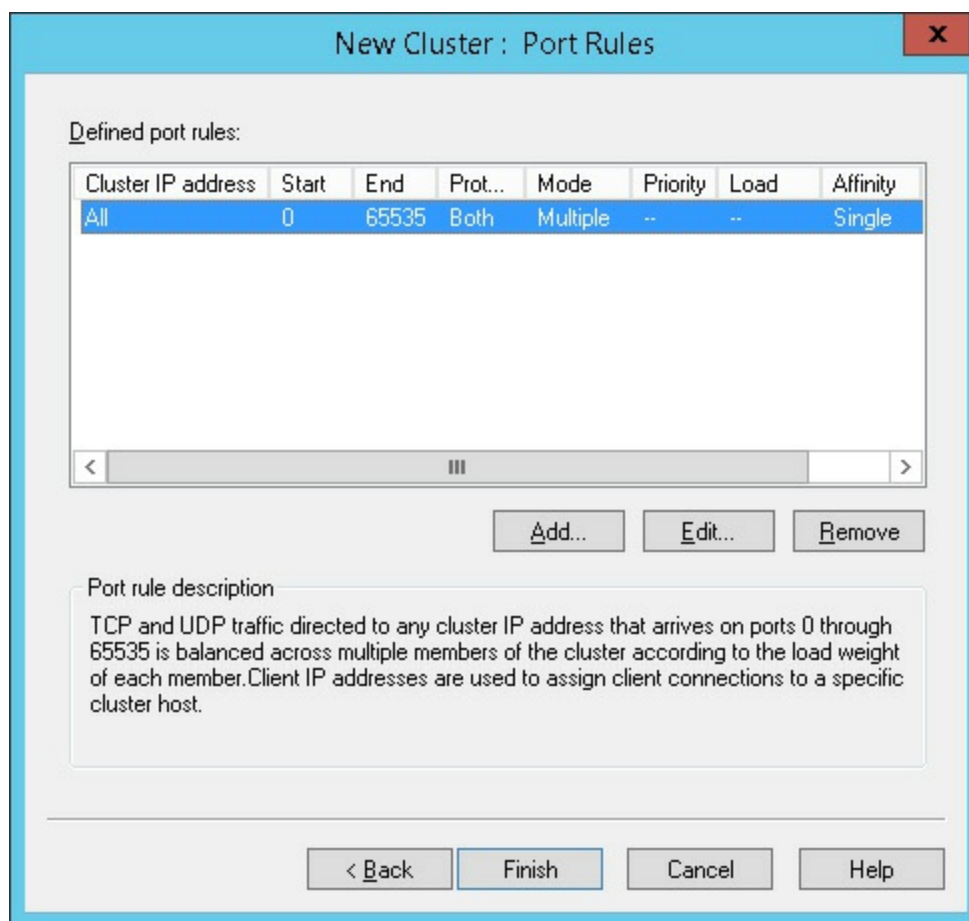 New Cluster : Port Rules
x
Defined port rules:
Cluster IP address Start End Prot... Mode Priority Load Affinity
All 0 65535 Both Multiple -- -- Single
Add... Edit... Remove
Port rule description
TCP and UDP traffic directed to any cluster IP address that arrives on ports 0 through
65535 is balanced across multiple members of the cluster according to the load weight
of each member.Client IP addresses are used to assign client connections to a specific
cluster host.
< Back Finish Cancel Help